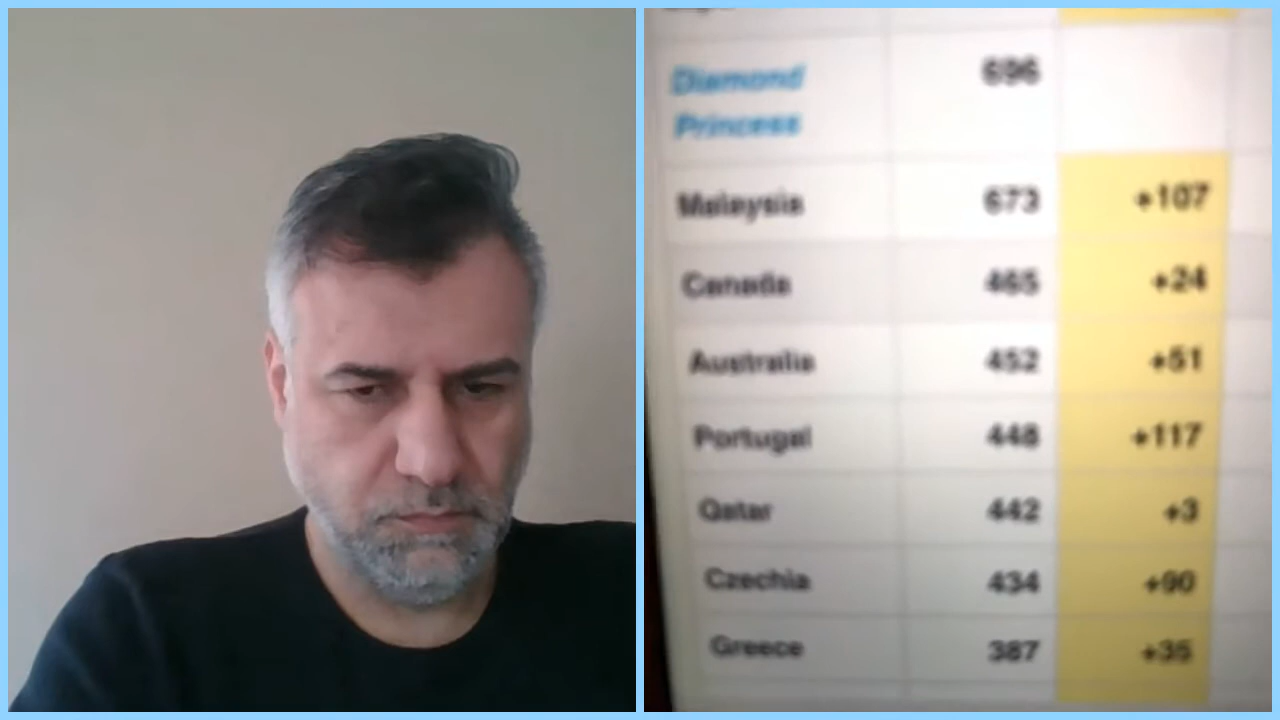 Diamond 696
Princess
Malaysia 673 +107
Canada 465 +24
Australia 452 +51
Portugal 448 +117
Qatar 442 +3
Czechia 434 +90
Greece 387 +35